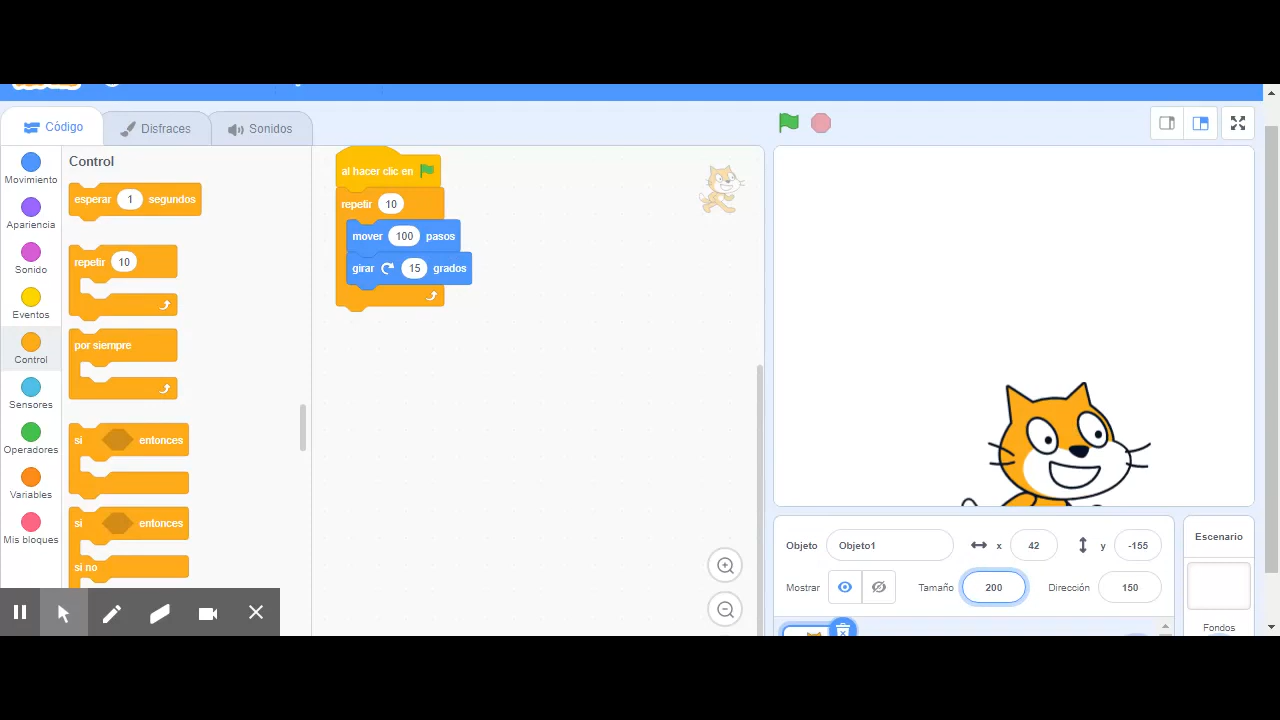 Código
Disfraces
Sonidos
Movimiento
Apariencia
Sonido
Eventos
Control
Sensores
Operadores
Variables
Mis bloques
Control
esperar 1 segundos
repetir 10
por siempre
si entonces
si entonces
si no
al hacer clic en
repetir 10
mover 100 pasos
girar 15 grados
Objeto Objeto1 x 42 y -155
Mostrar Tamaño 200 Dirección 150
Escenario
Fondos